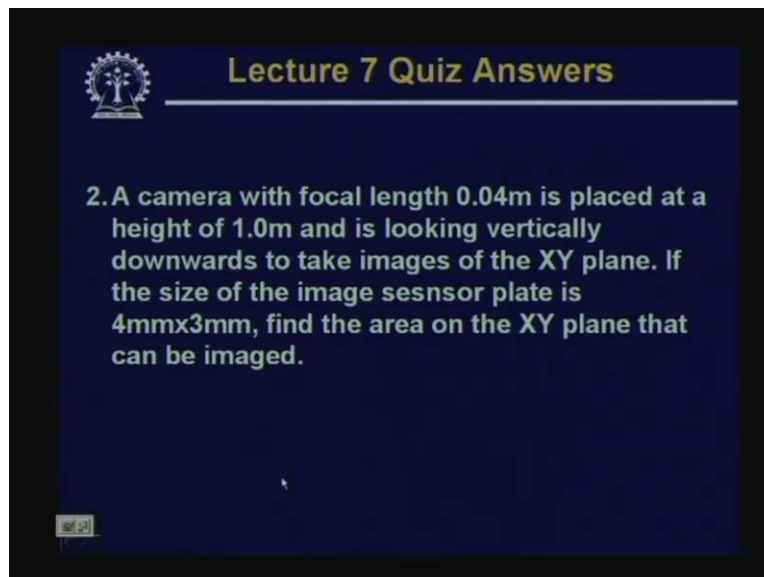 Lecture 7 Quiz Answers
2. A camera with focal length 0.04m is placed at a
height of 1.0m and is looking vertically
downwards to take images of the XY plane. If
the size of the image sesnsor plate is
4mmx3mm, find the area on the XY plane that
can be imaged.